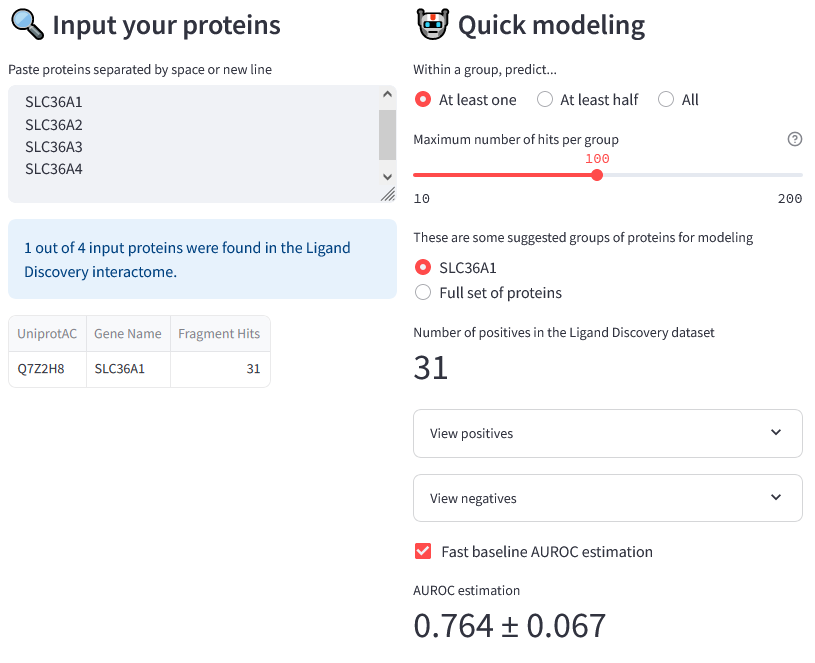 Input your proteins
Paste proteins separated by space or new line
SLC36A1
SLC36A2
SLC36A3
SLC36A4
1 out of 4 input proteins were found in the Ligand
Discovery interactome.
UniprotAC Gene Name Fragment Hits
Q7Z2H8 SLC36A1 31
Quick modeling
Within a group, predict...
At least one At least half All
Maximum number of hits per group
100
10 200
These are some suggested groups of proteins for modeling
SLC36A1
Full set of proteins
Number of positives in the Ligand Discovery dataset
31
View positives
View negatives
Fast baseline AUROC estimation
AUROC estimation
0.764 ± 0.067